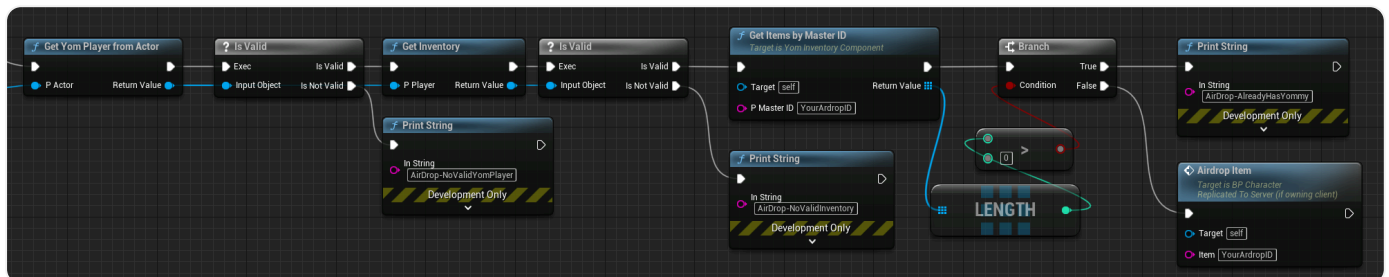 Get Yom Player from Actor
P Actor
Return Value
Is Valid
Exec
Is Valid
Input Object
Is Not Valid
Print String
In String
AirDrop-NoValidYomPlayer
Development Only
Get Inventory
P Player
Return Value
Is Valid
Exec
Is Valid
Input Object
Is Not Valid
Print String
In String
AirDrop-NoValidInventory
Development Only
Get Items by Master ID
Target is Yom Inventory Component
Target self
Return Value
P Master ID YourArdropID
LENGTH
>
0
Branch
True
Condition
False
Print String
In String
AirDrop-AlreadyHasYommy
Development Only
Airdrop Item
Target is BP Character
Replicated To Server (if owning client)
Target self
Item YourArdropID